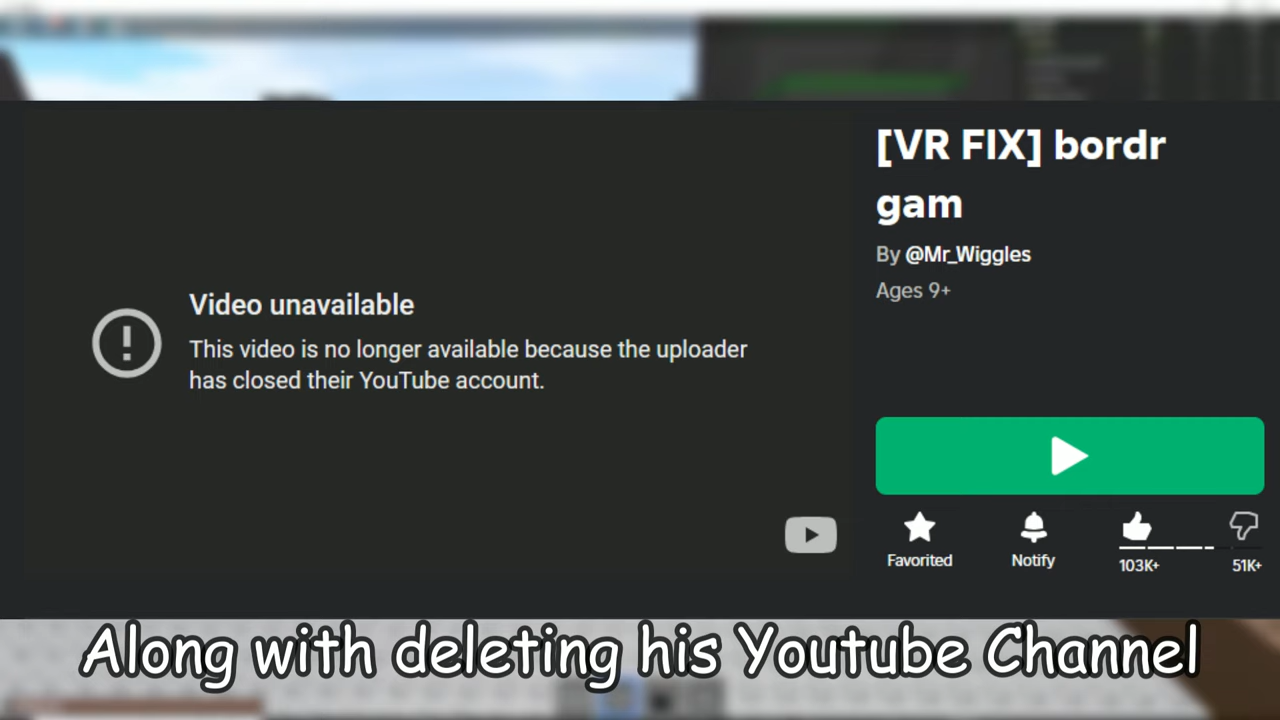 [VR FIX] bordr
gam
By @Mr_Wiggles
Ages 9+
Video unavailable
This video is no longer available because the uploader
has closed their YouTube account.
Favorited
Notify
103K+
51K+
Along with deleting his Youtube Channel